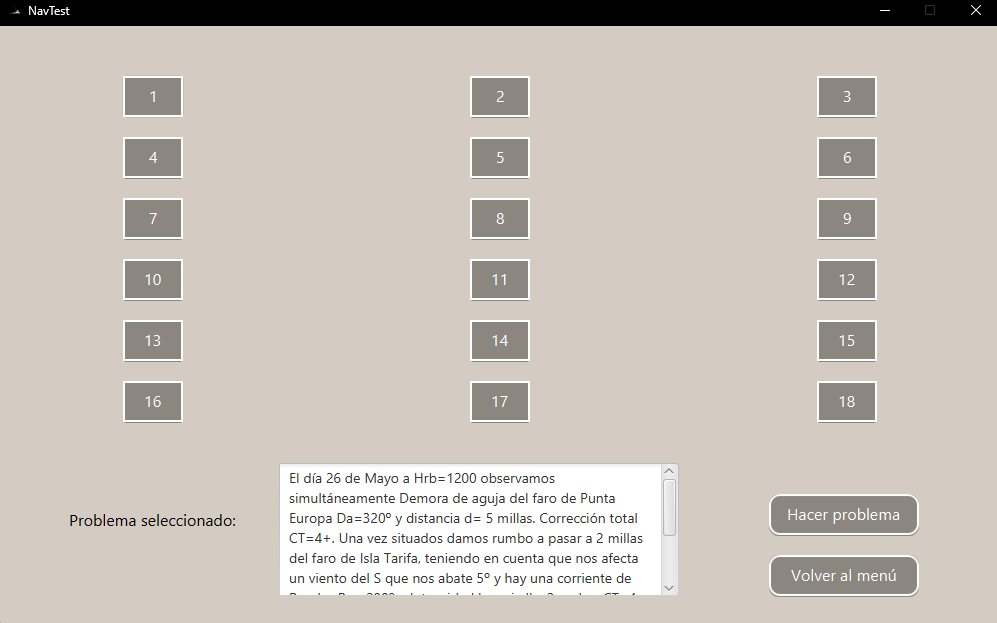 NavTest
1 2 3
4 5 6
7 8 9
10 11 12
13 14 15
16 17 18
Problema seleccionado:
El día 26 de Mayo a Hrb=1200 observamos
simultáneamente Demora de aguja del faro de Punta
Europa Da=320º y distancia d= 5 millas. Corrección total
CT=4+. Una vez situados damos rumbo a pasar a 2 millas
del faro de Isla Tarifa, teniendo en cuenta que nos afecta
un viento del S que nos abate 5º y hay una corriente de
Hacer problema
Volver al menú